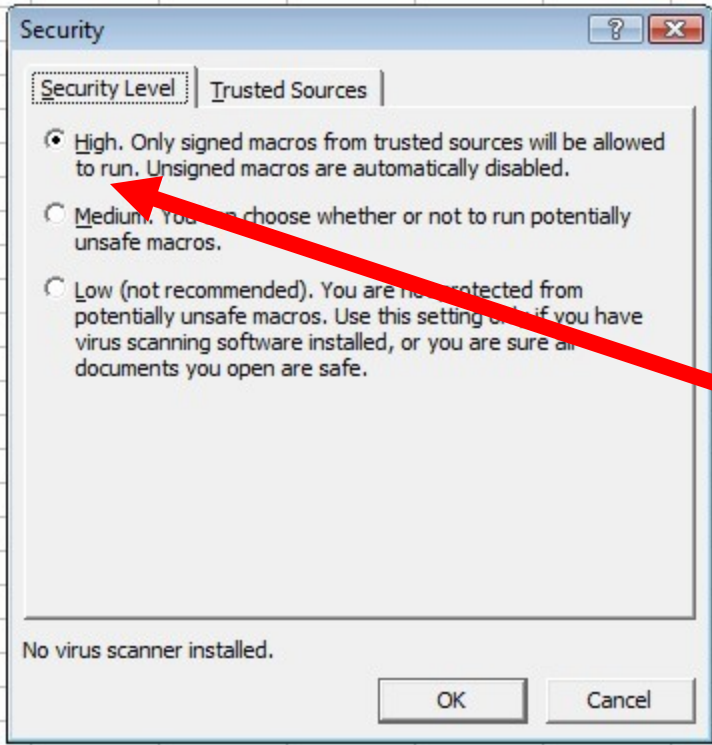 Security
Security Level Trusted Sources
High. Only signed macros from trusted sources will be allowed
to run. Unsigned macros are automatically disabled.
Medium. You can choose whether or not to run potentially
unsafe macros.
Low (not recommended). You are not protected from
potentially unsafe macros. Use this setting only if you have
virus scanning software installed, or you are sure all
documents you open are safe.
No virus scanner installed.
OK Cancel